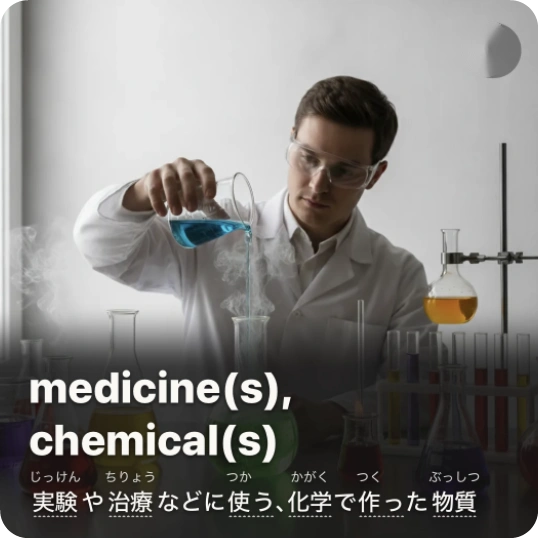 medicine(s),
chemical(s)
じっけん ちりょう つか かがく つく ぶっしつ
実験や治療などに使う、化学で作った物質